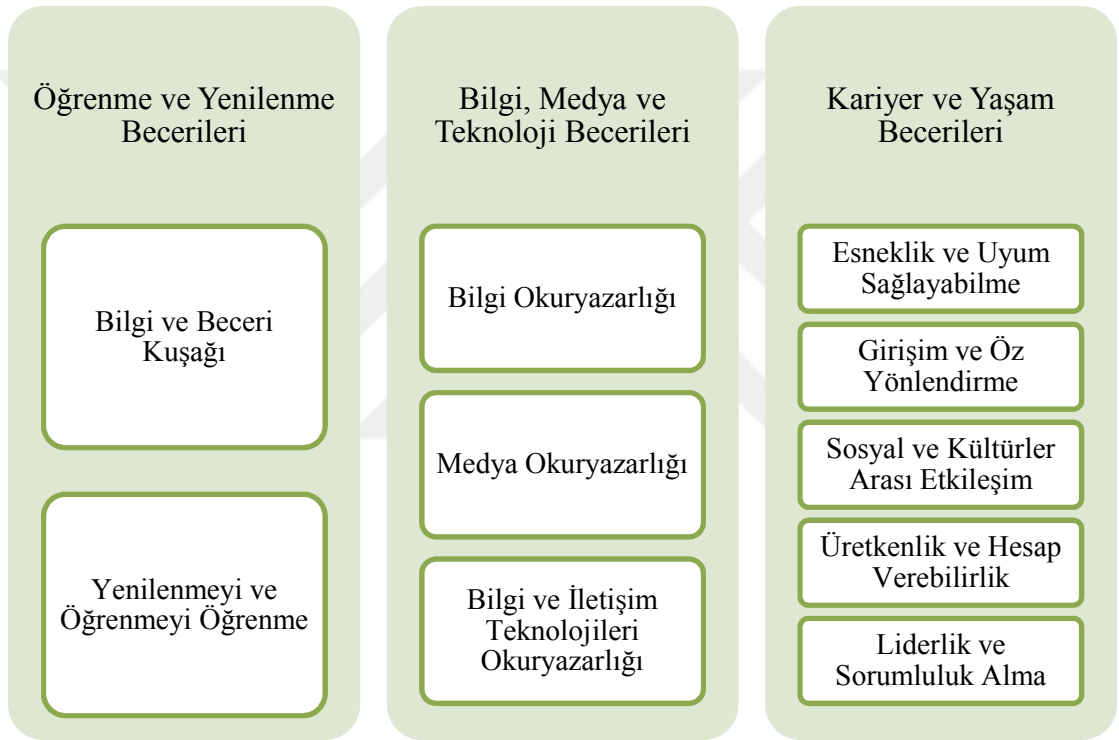 Öğrenme ve Yenilenme
Becerileri
Bilgi ve Beceri
Kuşağı
Yenilenmeyi ve
Öğrenmeyi Öğrenme
Bilgi, Medya ve
Teknoloji Becerileri
Bilgi Okuryazarlığı
Medya Okuryazarlığı
Bilgi ve İletişim
Teknolojileri
Okuryazarlığı
Kariyer ve Yaşam
Becerileri
Esneklik ve Uyum
Sağlayabilme
Girişim ve Öz
Yönlendirme
Sosyal ve Kültürler
Arası Etkileşim
Üretkenlik ve Hesap
Verebilirlik
Liderlik ve
Sorumluluk Alma